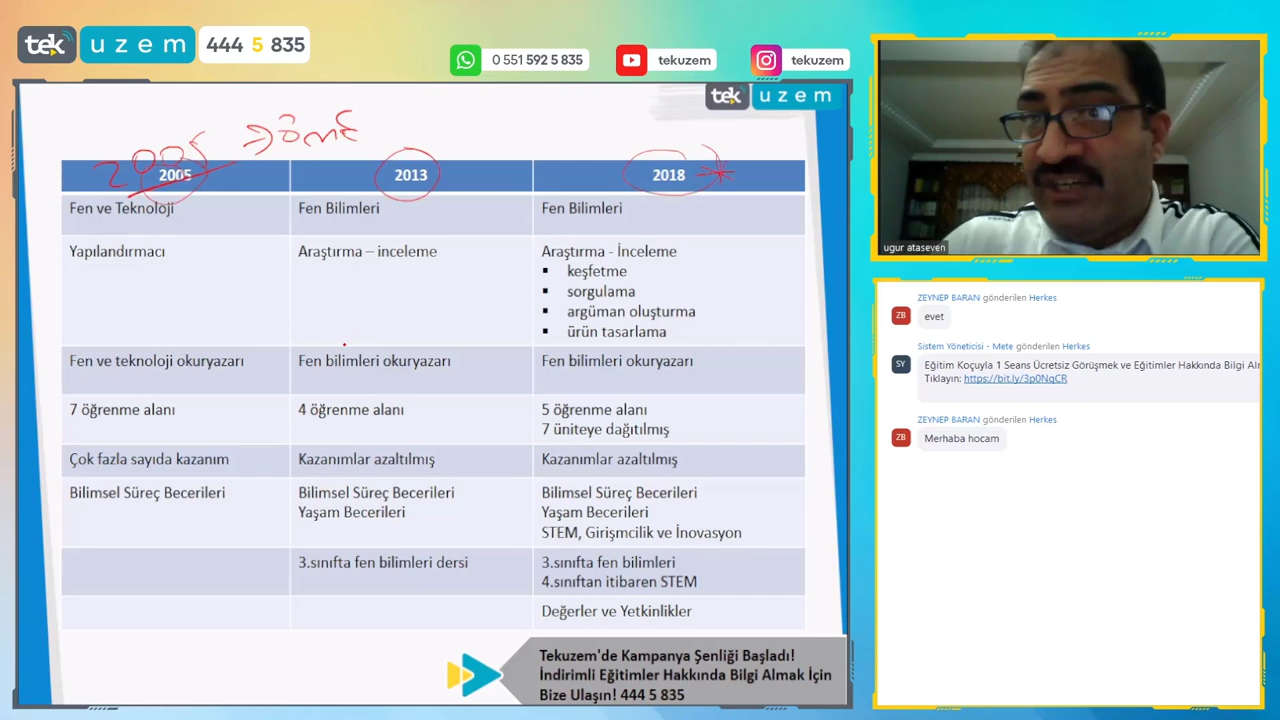 tek uzem 444 5 835
0 551 592 5 835
tekuzem
tekuzem
tek uzem
2005 2013 2018
Fen ve Teknoloji Fen Bilimleri Fen Bilimleri
Yapılandırmacı Araştırma – inceleme Araştırma - İnceleme
▪ keşfetme
▪ sorgulama
▪ argüman oluşturma
▪ ürün tasarlama
Fen ve teknoloji okuryazarı Fen bilimleri okuryazarı Fen bilimleri okuryazarı
7 öğrenme alanı 4 öğrenme alanı 5 öğrenme alanı
7 üniteye dağıtılmış
Çok fazla sayıda kazanım Kazanımlar azaltılmış Kazanımlar azaltılmış
Bilimsel Süreç Becerileri Bilimsel Süreç Becerileri Bilimsel Süreç Becerileri
Yaşam Becerileri Yaşam Becerileri
STEM, Girişmcilik ve İnovasyon
3.sınıfta fen bilimleri dersi 3.sınıfta fen bilimleri
4.sınıftan itibaren STEM
Değerler ve Yetkinlikler
Tekuzem'de Kampanya Şenliği Başladı!
İndirimli Eğitimler Hakkında Bilgi Almak İçin
Bize Ulaşın! 444 5 835
ugur ataseven
ZEYNEP BARAN gönderilen Herkes
ZB evet
Sistem Yöneticisi - Mete gönderilen Herkes
SY Eğitim Koçuyla 1 Seans Ücretsiz Görüşmek ve Eğitimler Hakkında Bilgi
Tıklayın: https://bit.ly/3p0NqCR
ZEYNEP BARAN gönderilen Herkes
ZB Merhaba hocam